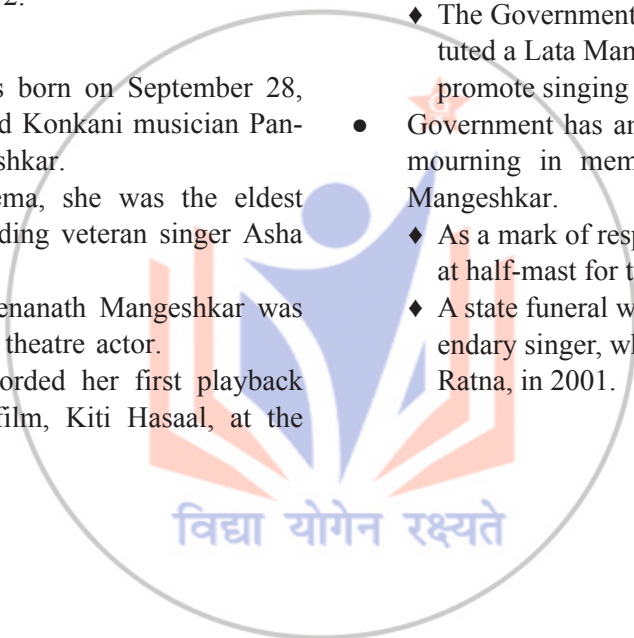 2.
s born on September 28,
d Konkani musician Pan-
shkar.
ema, she was the eldest
ding veteran singer Asha
enanath Mangeshkar was
theatre actor.
orded her first playback
film, Kiti Hasaal, at the
♦ The Government
tuted a Lata Man
promote singing
● Government has an
mourning in mem
Mangeshkar.
♦ As a mark of resp
at half-mast for t
♦ A state funeral w
endary singer, wh
Ratna, in 2001.
विद्या योगेन रक्ष्यते